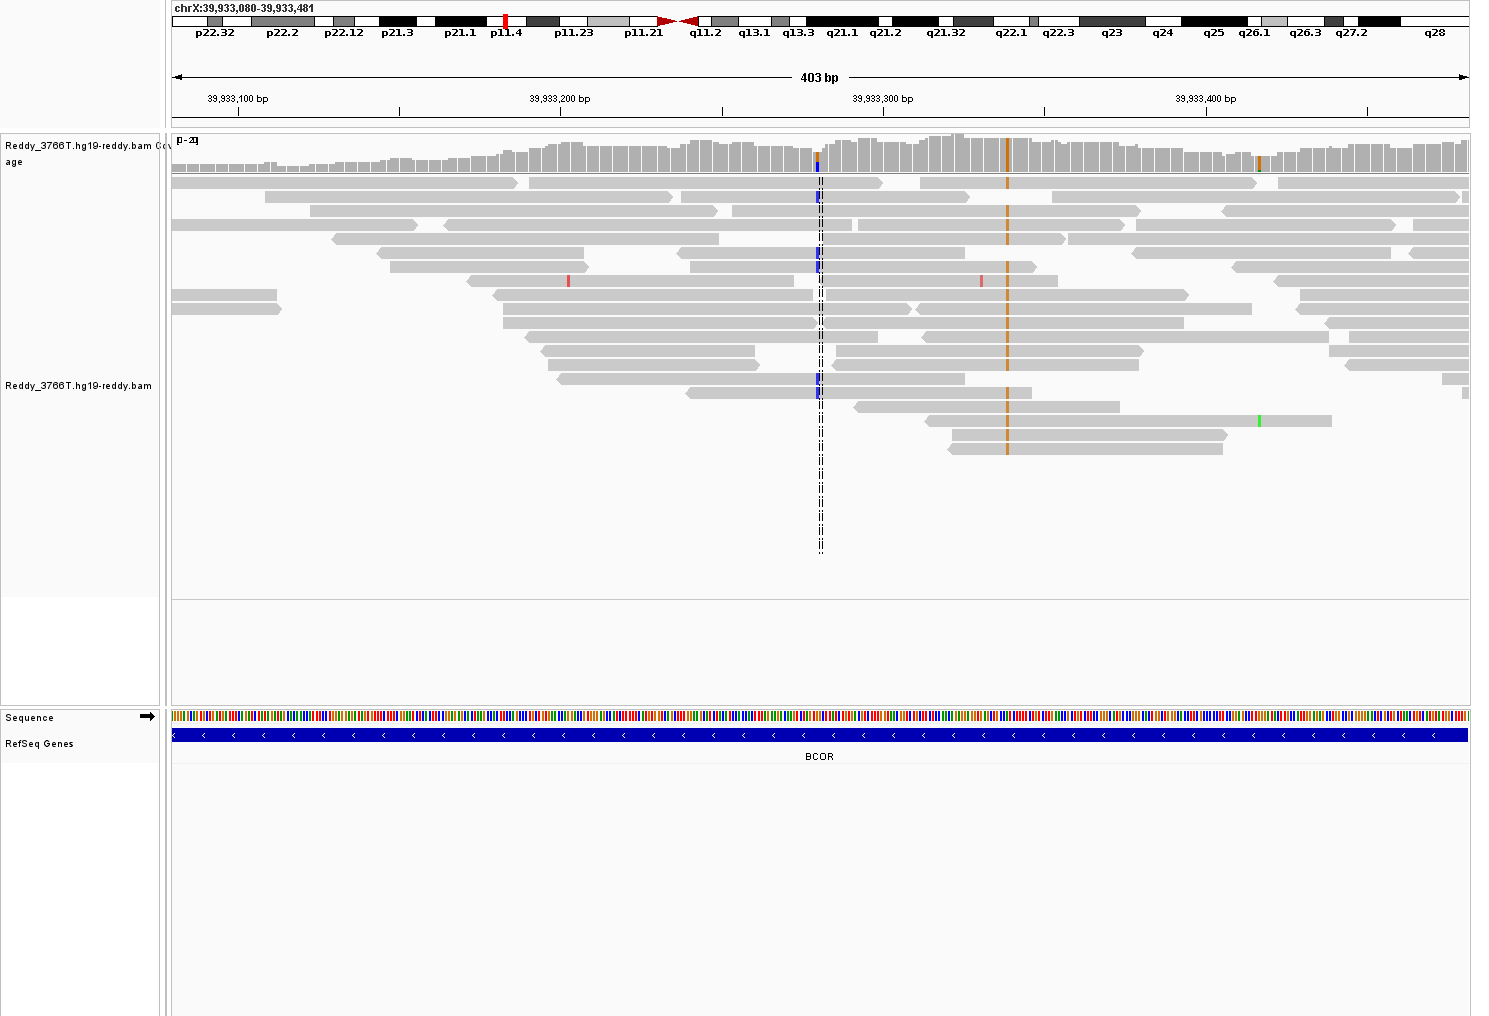 chrX:39,933,080-39,933,481
p22.32 p22.2 p22.12 p21.3 p21.1 p11.4 p11.23 p11.21 q11.2 q13.1 q13.3 q21.1 q21.2 q21.32 q22.1 q22.3 q23 q24 q25 q26.1 q26.3 q27.2 q28
403 bp
39,933,100 bp 39,933,200 bp 39,933,300 bp 39,933,400 bp
Reddy_3766T.hg19-reddy.bam Cov
age
[0 - 20]
Reddy_3766T.hg19-reddy.bam
Sequence
RefSeq Genes
BCOR